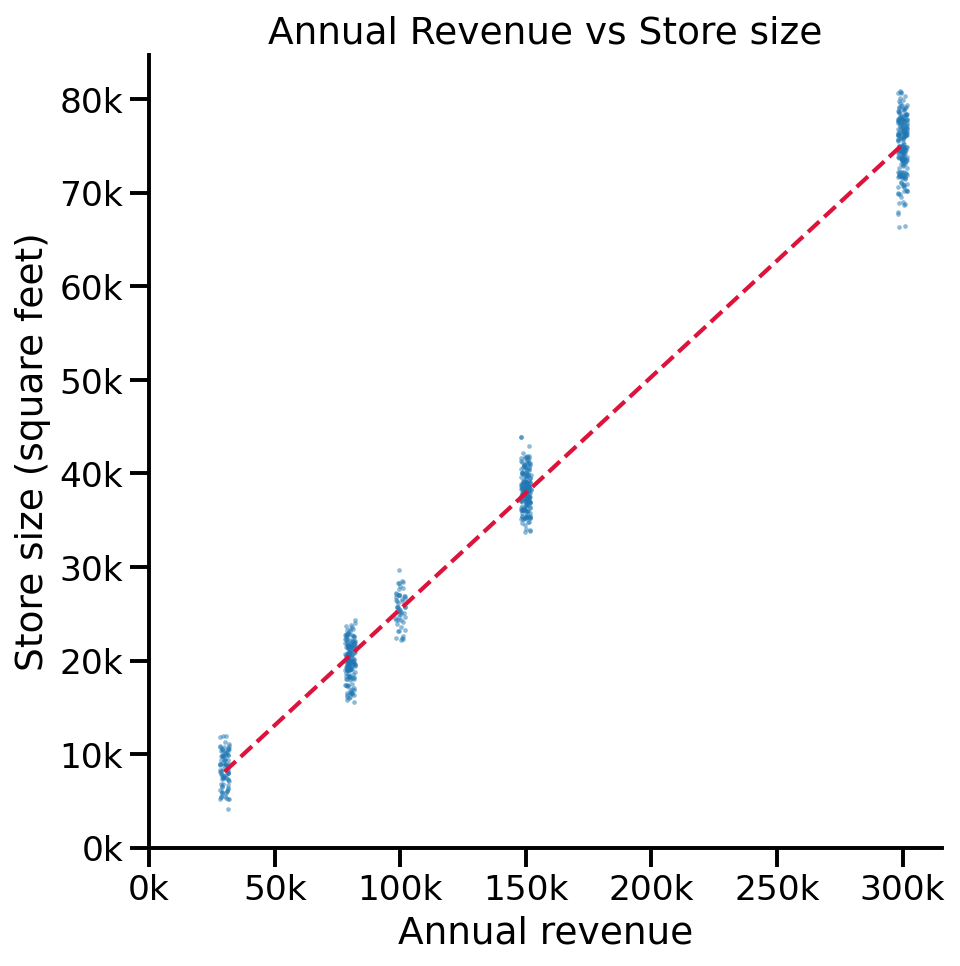 Annual Revenue vs Store size
80k
70k
60k
50k
40k
30k
20k
10k
0k
Store size (square feet)
0k 50k 100k 150k 200k 250k 300k
Annual revenue